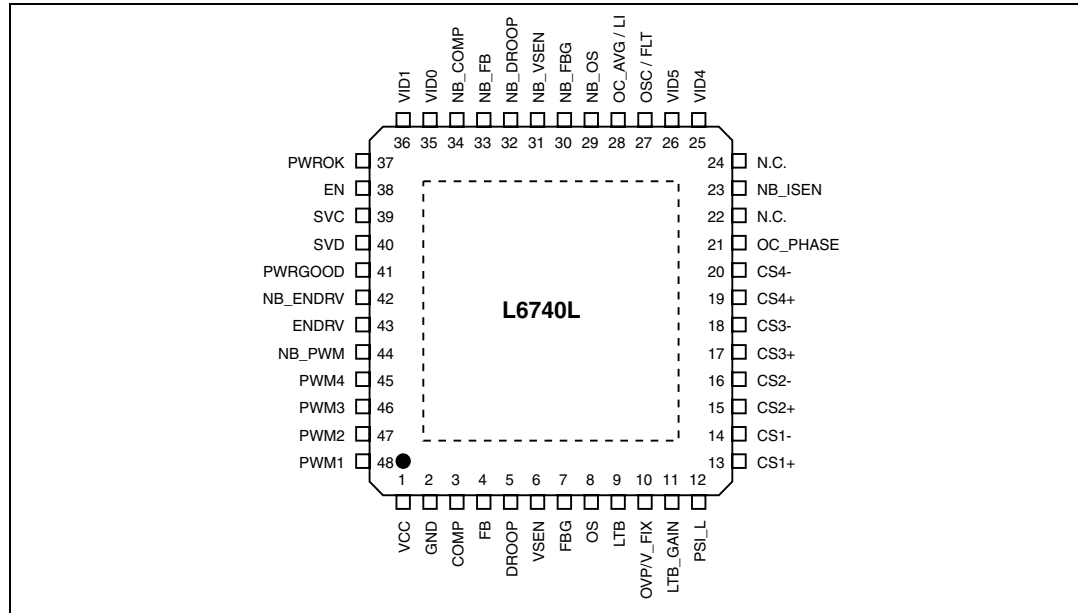 VID1
VID0
NB_COMP
NB_FB
NB_DROOP
NB_VSEN
NB_FBG
NB_OS
OC_AVG / LI
OSC / FLT
VID5
VID4
36 35 34 33 32 31 30 29 28 27 26 25
PWROK 37
EN 38
SVC 39
SVD 40
PWRGOOD 41
NB_ENDRV 42
ENDRV 43
NB_PWM 44
PWM4 45
PWM3 46
PWM2 47
PWM1 48
L6740L
24 N.C.
23 NB_ISEN
22 N.C.
21 OC_PHASE
20 CS4-
19 CS4+
18 CS3-
17 CS3+
16 CS2-
15 CS2+
14 CS1-
13 CS1+
1 2 3 4 5 6 7 8 9 10 11 12
VCC
GND
COMP
FB
DROOP
VSEN
FBG
OS
LTB
OVP/V_FIX
LTB_GAIN
PSI_L